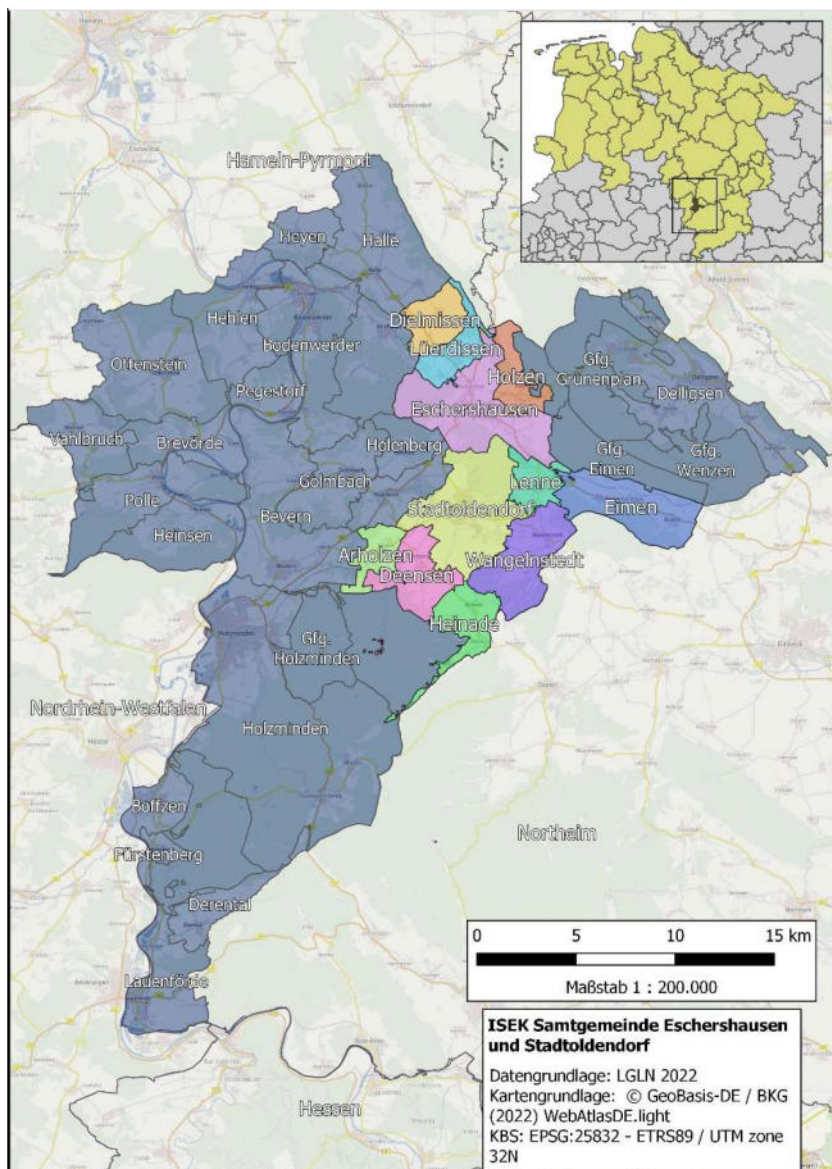 Hameln-Pyrmont
Heyen
Halle
Hehlen
Dielmissen
Bodenwerder
Lüerdissen
Ottenstein
Holzen
Gfg.
Grünenplan
Delligsen
Pegestorf
Eschershausen
Vahlbruch
Brevörde
Holenberg
Gfg.
Eimen
Gfg.
Wenzen
Golmbach
Lenne
Polle
Stadtoldendorf
Eimen
Bevern
Heinsen
Arholzen
Wangelnstedt
Deensen
Heinade
Gfg.
Holzminden
Nordrhein-Westfalen
Holzminden
Boffzen
Northeim
Fürstenberg
Derental
Lauenförde
Hessen
0 5 10 15 km
Maßstab 1 : 200.000
ISEK Samtgemeinde Eschershausen
und Stadtoldendorf
Datengrundlage: LGLN 2022
Kartengrundlage: © GeoBasis-DE / BKG
(2022) WebAtlasDE.light
KBS: EPSG:25832 - ETRS89 / UTM zone
32N